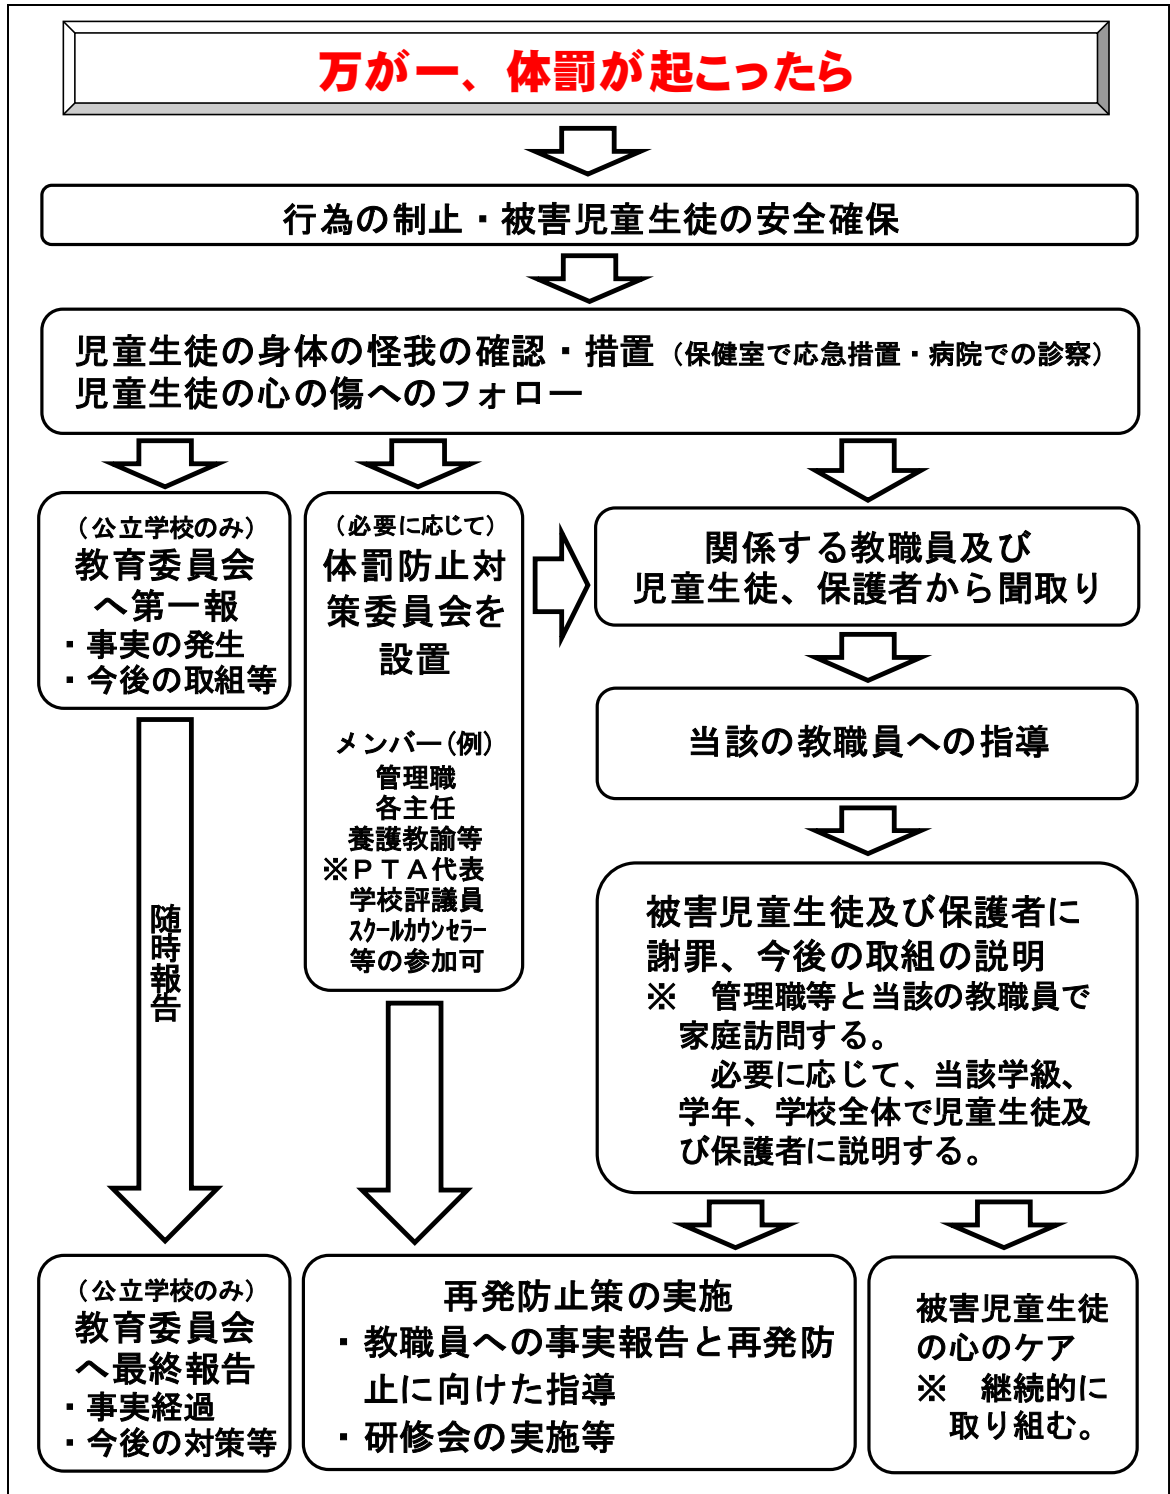 万が一、体罰が起こったら
行為の制止・被害児童生徒の安全確保
児童生徒の身体の怪我の確認・措置（保健室で応急措置・病院での診察）
児童生徒の心の傷へのフォロー
（公立学校のみ）
教育委員会
へ第一報
・事実の発生
・今後の取組等
（必要に応じて）
体罰防止対
策委員会を
設置
メンバー（例）
管理職
各主任
養護教諭等
※ＰＴＡ代表
学校評議員
ｽｸｰﾙｶｳﾝｾﾗｰ
等の参加可
関係する教職員及び
児童生徒、保護者から聞取り
当該の教職員への指導
被害児童生徒及び保護者に
謝罪、今後の取組の説明
※　管理職等と当該の教職員で
家庭訪問する。
必要に応じて、当該学級、
学年、学校全体で児童生徒及
び保護者に説明する。
随時報告
（公立学校のみ）
教育委員会
へ最終報告
・事実経過
・今後の対策等
再発防止策の実施
・教職員への事実報告と再発防
止に向けた指導
・研修会の実施等
被害児童生徒
の心のケア
※　継続的に
取り組む。